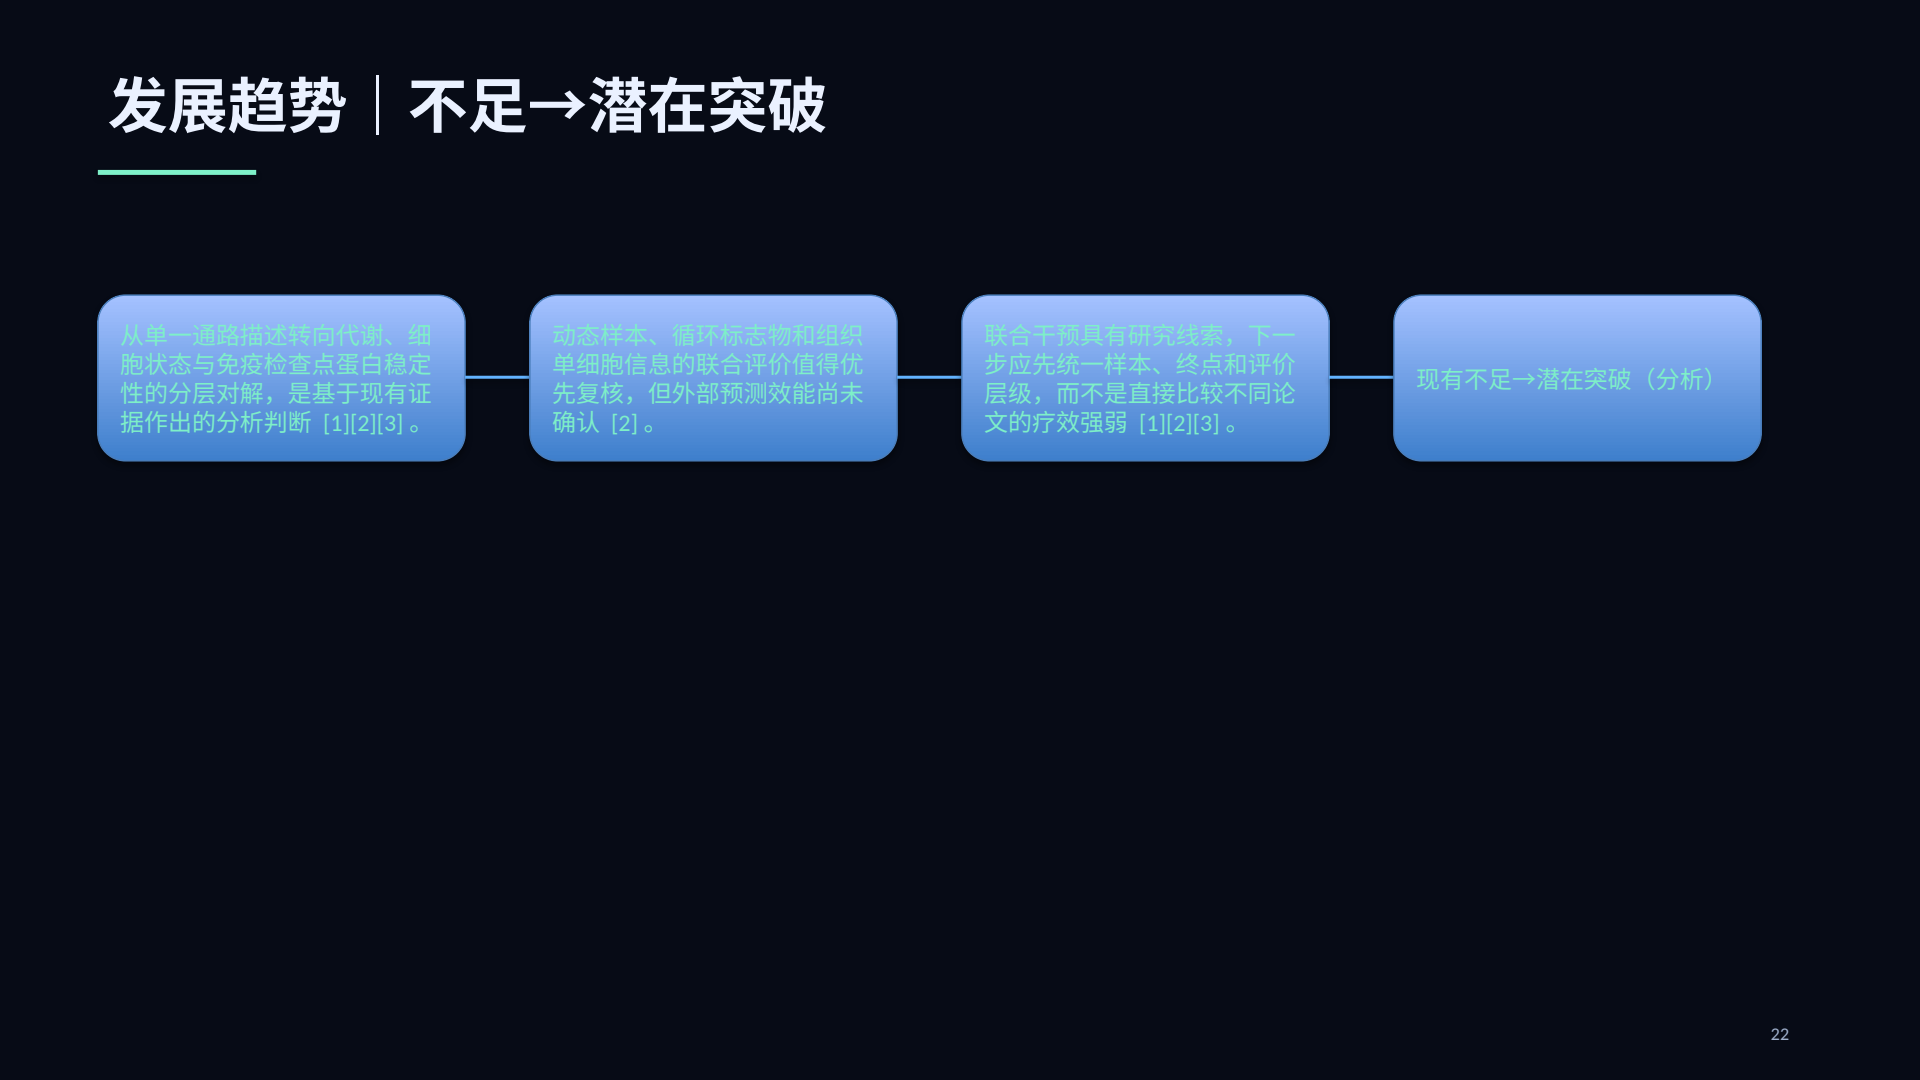 发展趋势｜不足→潜在突破
从单一通路描述转向代谢、细
胞状态与免疫检查点蛋白稳定
性的分层对解，是基于现有证
据作出的分析判断 [1][2][3] 。
动态样本、循环标志物和组织
单细胞信息的联合评价值得优
先复核，但外部预测效能尚未
确认 [2] 。
联合干预具有研究线索，下一
步应先统一样本、终点和评价
层级，而不是直接比较不同论
文的疗效强弱 [1][2][3] 。
现有不足→潜在突破（分析）
22